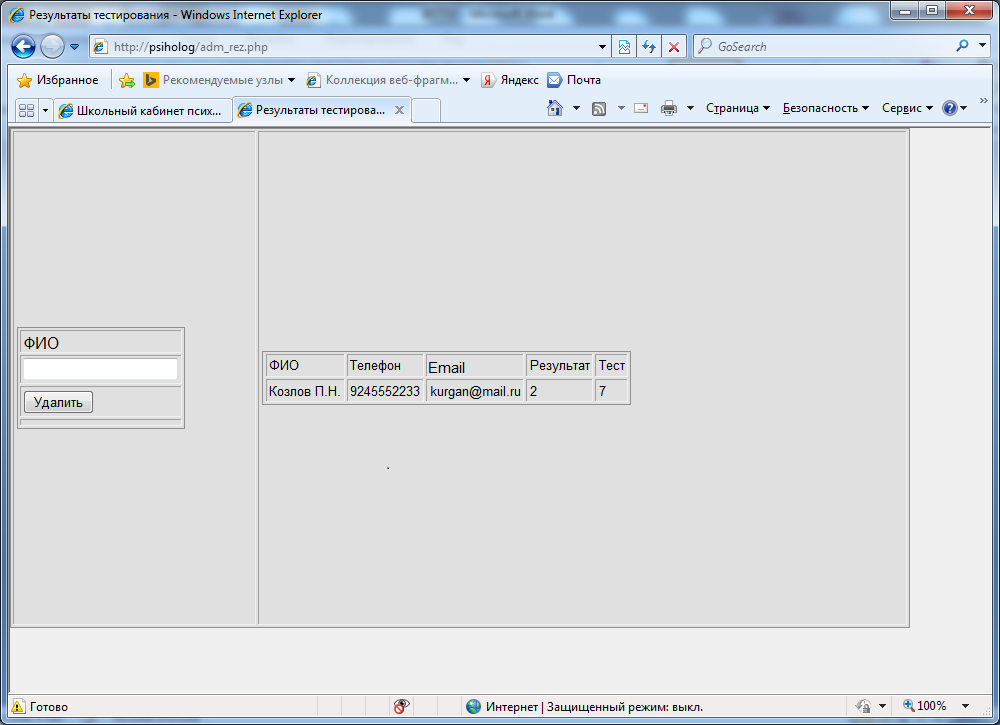 Результаты тестирования - Windows Internet Explorer
http://psiholog/adm_rez.php
GoSearch
Избранное Рекомендуемые узлы Коллекция веб-фрагм... Яндекс Почта
Школьный кабинет псих... Результаты тестирова... Страница Безопасность Сервис
ФИО
Удалить
ФИО Телефон Email Результат Тест
Козлов П.Н. 9245552233 kurgan@mail.ru 2 7
Готово Интернет | Защищенный режим: выкл. 100%